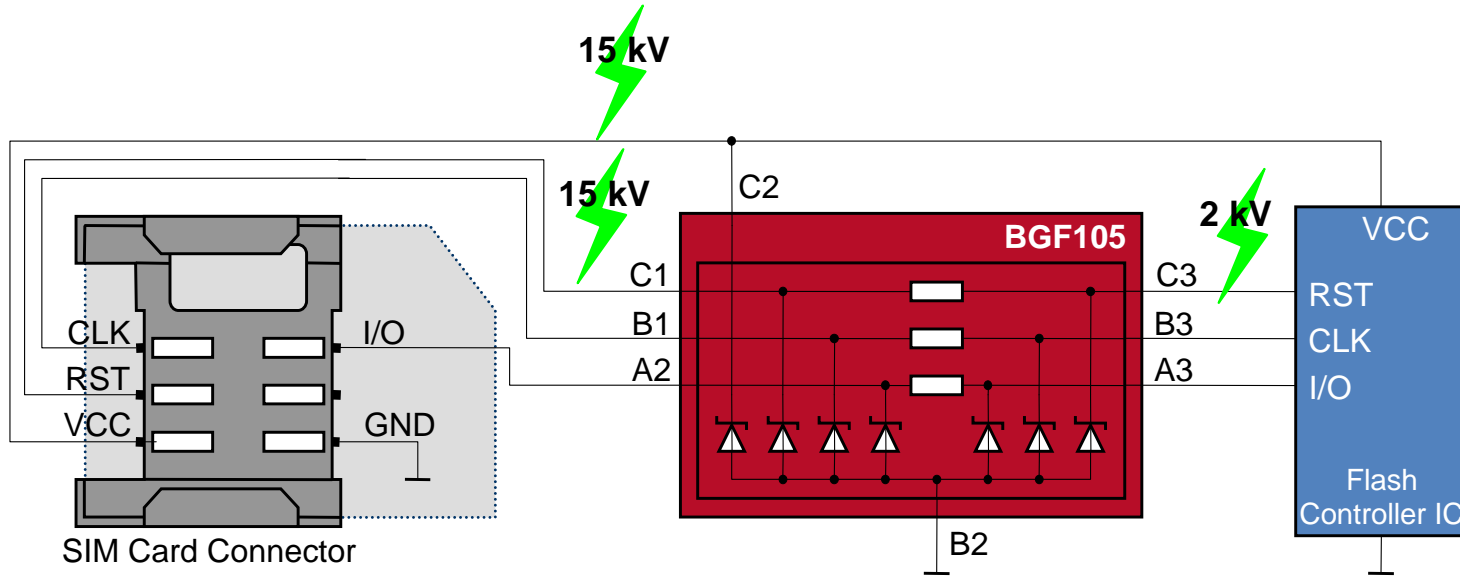 15 kV
15 kV
C2
2 kV
BGF105
VCC
C1
C3
RST
B1
B3
CLK
I/O
CLK
A2
A3
I/O
RST
VCC
GND
Flash
Controller IC
B2
SIM Card Connector